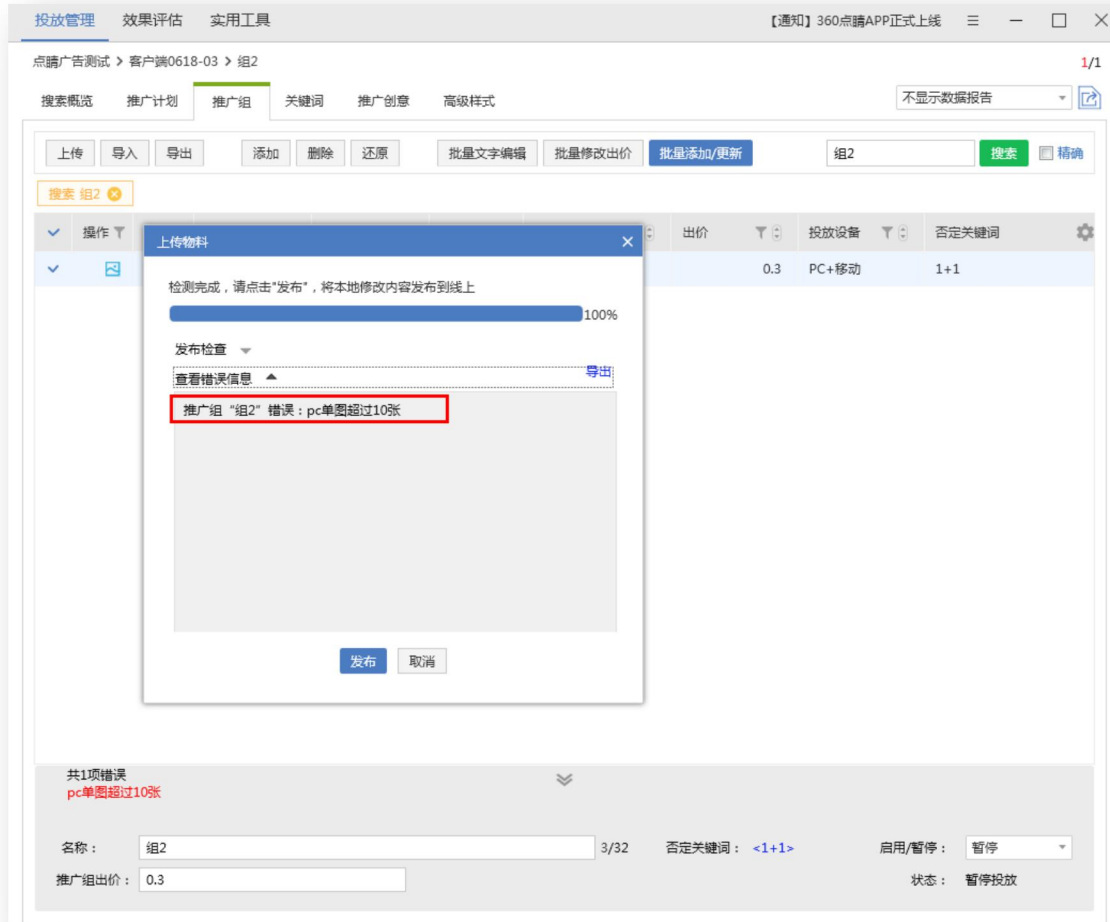 投放管理 效果评估 实用工具 【通知】360点睛APP正式上线
点睛广告测试 > 客户端0618-03 > 组2 1/1
搜索概览 推广计划 推广组 关键词 推广创意 高级样式 不显示数据报告
上传 导入 导出 添加 删除 还原 批量文字编辑 批量修改出价 批量添加/更新 组2 搜索 精确
搜索 组2
操作 出价 投放设备 否定关键词
0.3 PC+移动 1+1
上传物料
检测完成，请点击"发布"，将本地修改内容发布到线上
100%
发布检查
查看错误信息 导出
推广组“组2”错误：pc单图超过10张
发布 取消
共1项错误
pc单图超过10张
名称： 组2 3/32 否定关键词： <1+1> 启用/暂停： 暂停
推广组出价： 0.3 状态： 暂停投放